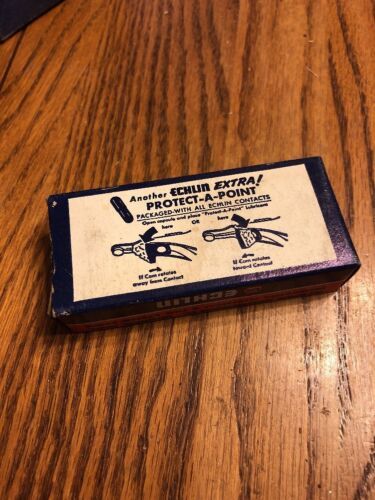 Another ECHLIN EXTRA!
PROTECT-A-POINT
PACKAGED WITH ALL ECHLIN CONTACTS
Open capsule and place "Protect-A-Point" lubricant
here OR here
If Cam rotates away from Contact
If Cam rotates toward Contact
ECHLIN